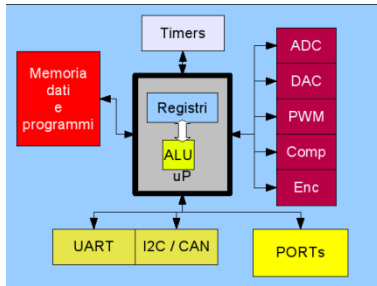 Timers
Memoria
dati
e
programmi
Registri
ALU
uP
ADC
DAC
PWM
Comp
Enc
UART
I2C / CAN
PORTs